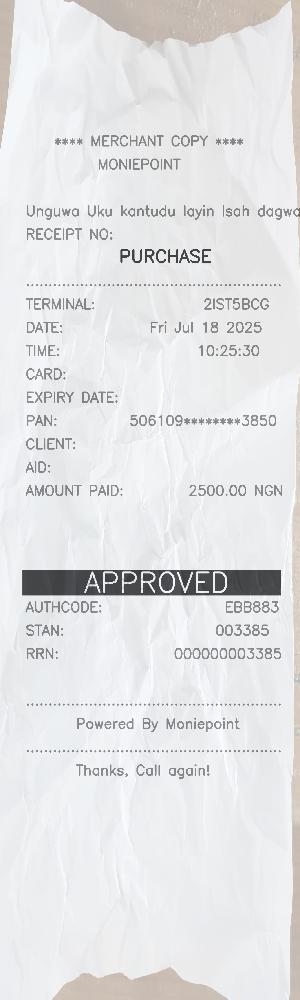 **** MERCHANT COPY ****
MONIEPOINT
Unguwa Uku kantudu layin Isah dagwa
RECEIPT NO:
PURCHASE
TERMINAL: 2IST5BCG
DATE: Fri Jul 18 2025
TIME: 10:25:30
CARD:
EXPIRY DATE:
PAN: 506109********3850
CLIENT:
AID:
AMOUNT PAID: 2500.00 NGN
APPROVED
AUTHCODE: EBB883
STAN: 003385
RRN: 000000003385
Powered By Moniepoint
Thanks, Call again!